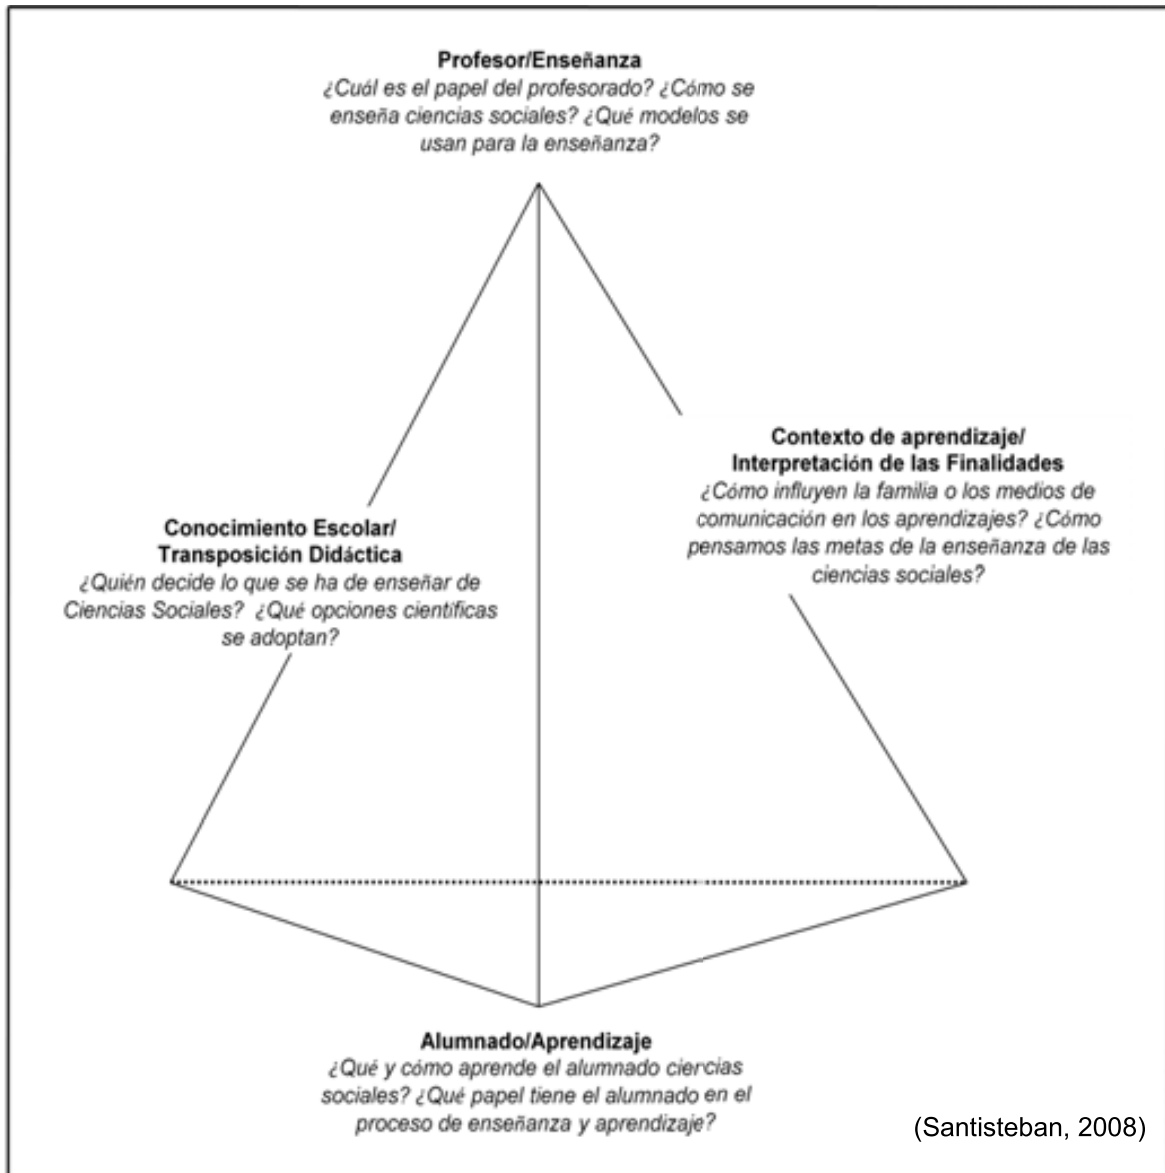 Profesor/Enseñanza
¿Cuál es el papel del profesorado? ¿Cómo se
enseña ciencias sociales? ¿Qué modelos se
usan para la enseñanza?
Contexto de aprendizaje/
Interpretación de las Finalidades
¿Cómo influyen la familia o los medios de
comunicación en los aprendizajes? ¿Cómo
pensamos las metas de la enseñanza de las
ciencias sociales?
Conocimiento Escolar/
Transposición Didáctica
¿Quién decide lo que se ha de enseñar de
Ciencias Sociales? ¿Qué opciones científicas
se adoptan?
Alumnado/Aprendizaje
¿Qué y cómo aprende el alumnado ciercias
sociales? ¿Qué papel tiene el alumnado en el
proceso de enseñanza y aprendizaje?
(Santisteban, 2008)